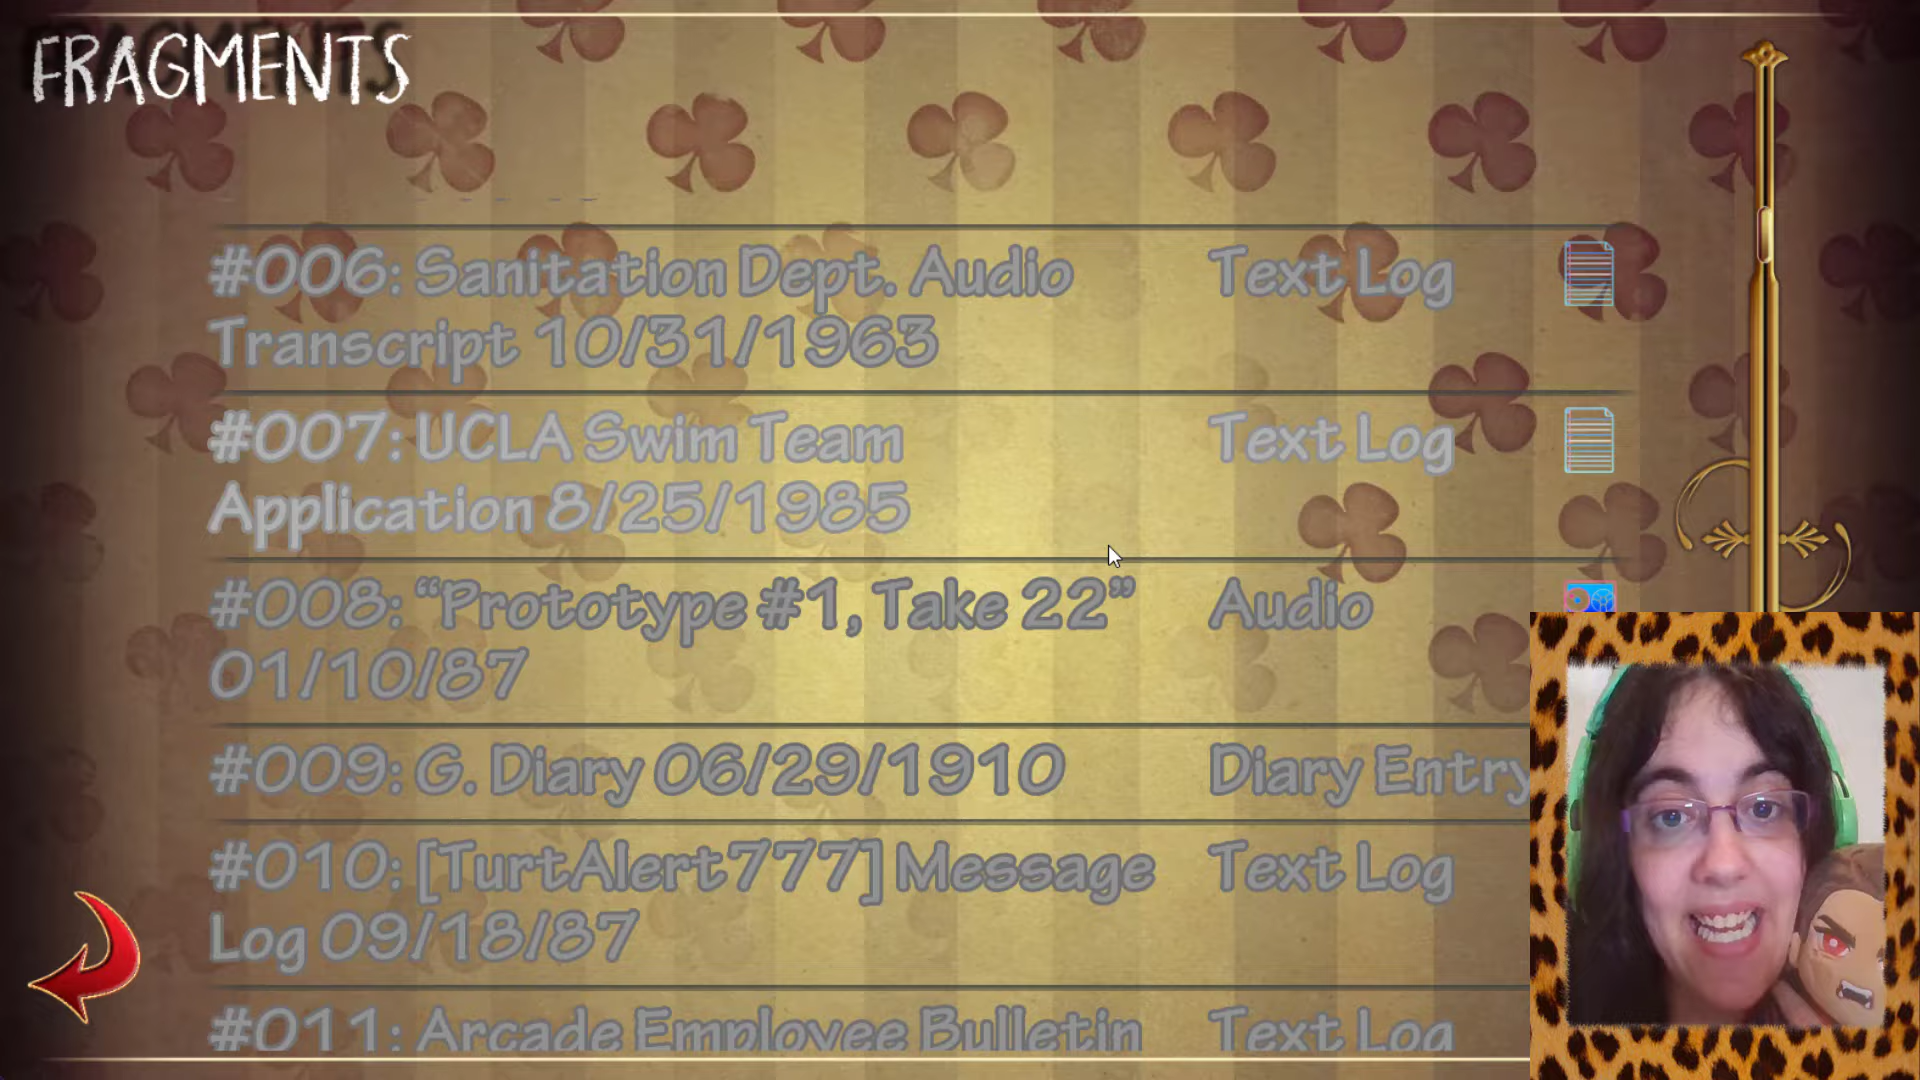 FRAGMENTS
#006: Sanitation Dept. Audio Text Log
Transcript 10/31/1963
#007: UCLA Swim Team Text Log
Application 8/25/1985
#008: “Prototype #1, Take 22” Audio
01/10/87
#009: G. Diary 06/29/1910 Diary Entry
#010: [TurtAlert777] Message Text Log
Log 09/18/87
#011: Arcade Employee Bulletin Text Log